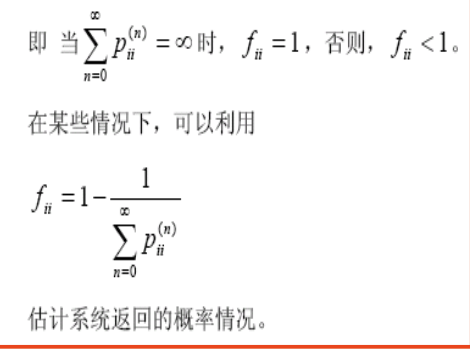 即 当 $\sum_{n=0}^{\infty} p_{ii}^{(n)} = \infty$ 时, $f_{ii} = 1$, 否则, $f_{ii} < 1$。
在某些情况下, 可以利用
$f_{ii} = 1 - \frac{1}{\sum_{n=0}^{\infty} p_{ii}^{(n)}}$
估计系统返回的概率情况。